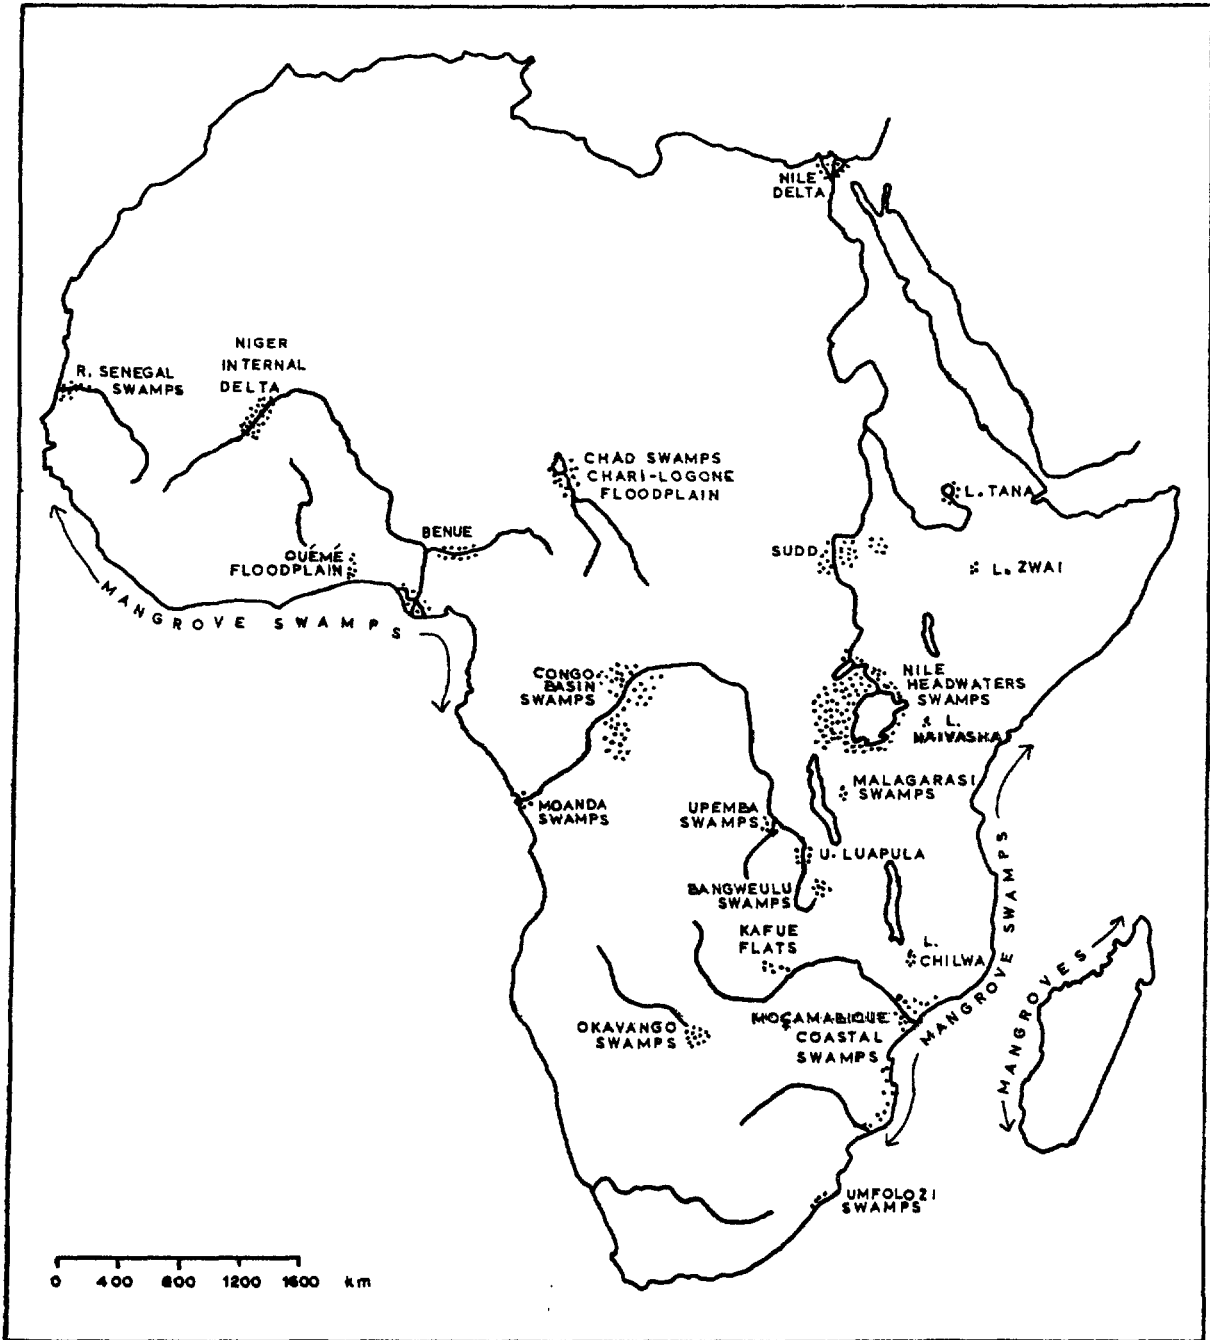 NILE
DELTA
NIGER
INTERNAL
DELTA
R. SENEGAL
SWAMPS
CHAD SWAMPS
CHARI-LOGONE
FLOODPLAIN
L. TANA
BENUE
OUÉMÉ
FLOODPLAIN
SUDD
L. ZWAI
MANGROVE SWAMPS
CONGO
BASIN
SWAMPS
NILE
HEADWATERS
SWAMPS
& L.
NAIVASHA
MOANDA
SWAMPS
UPEMBA
SWAMPS
MALAGARASI
SWAMPS
U. LUAPULA
BANGWEULU
SWAMPS
KAFUE
FLATS
L.
CHILWA
MANGROVE SWAMPS
MANGROVES
OKAVANGO
SWAMPS
MOÇAMBIQUE
COASTAL
SWAMPS
UMFOLOZI
SWAMPS
0 400 800 1200 1600 km